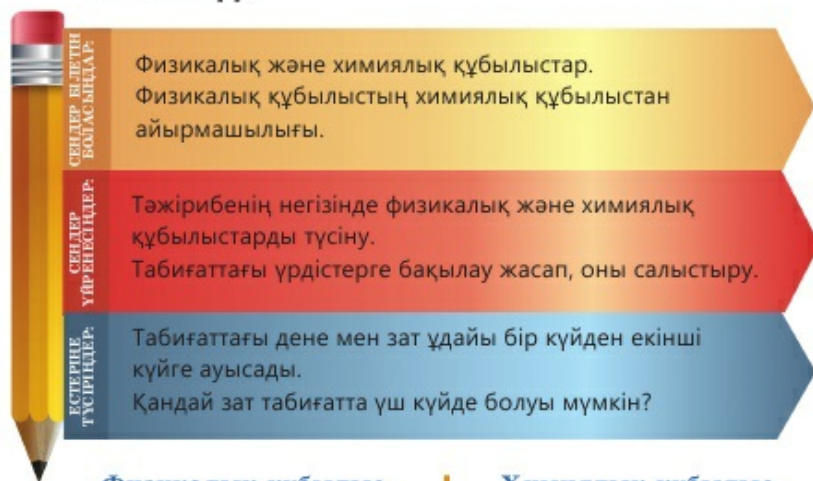 СЕНДЕР БІЛЕТІН
БОЛАСЫҢДАР:
Физикалық және химиялық құбылыстар.
Физикалық құбылыстың химиялық құбылыстан
айырмашылығы.
СЕНДЕР
ҮЙРЕНЕСІҢДЕР:
Тәжірибенің негізінде физикалық және химиялық
құбылыстарды түсіну.
Табиғаттағы үрдістерге бақылау жасап, оны салыстыру.
ЕСТЕРІҢЕ
ТҮСІРІҢДЕР:
Табиғаттағы дене мен зат ұдайы бір күйден екінші
күйге ауысады.
Қандай зат табиғатта үш күйде болуы мүмкін?